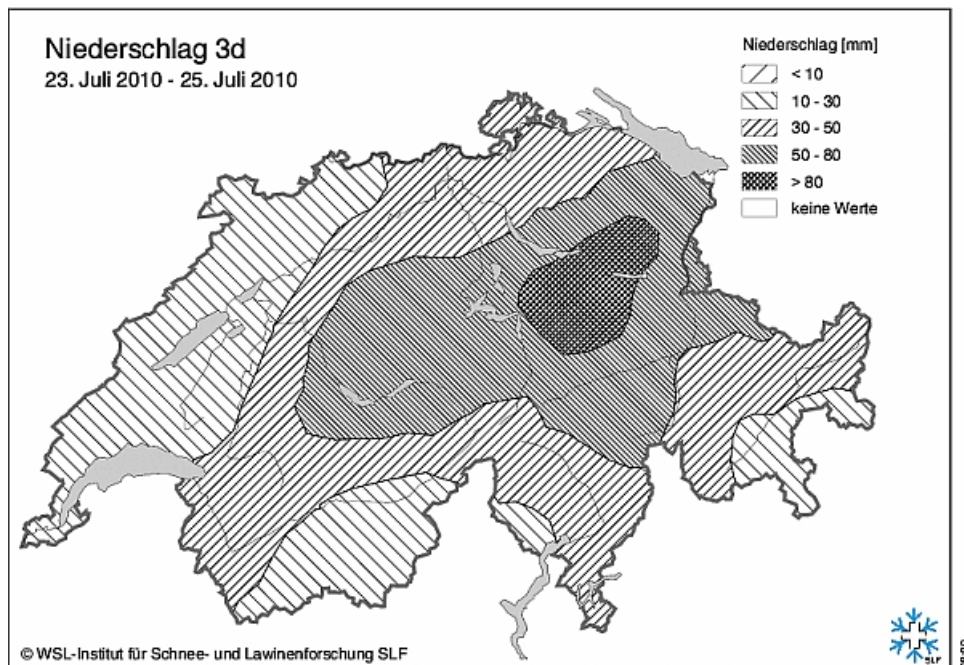 Niederschlag 3d
23. Juli 2010 - 25. Juli 2010
Niederschlag [mm]
< 10
10 - 30
30 - 50
50 - 80
> 80
keine Werte
© WSL-Institut für Schnee- und Lawinenforschung SLF
SLF